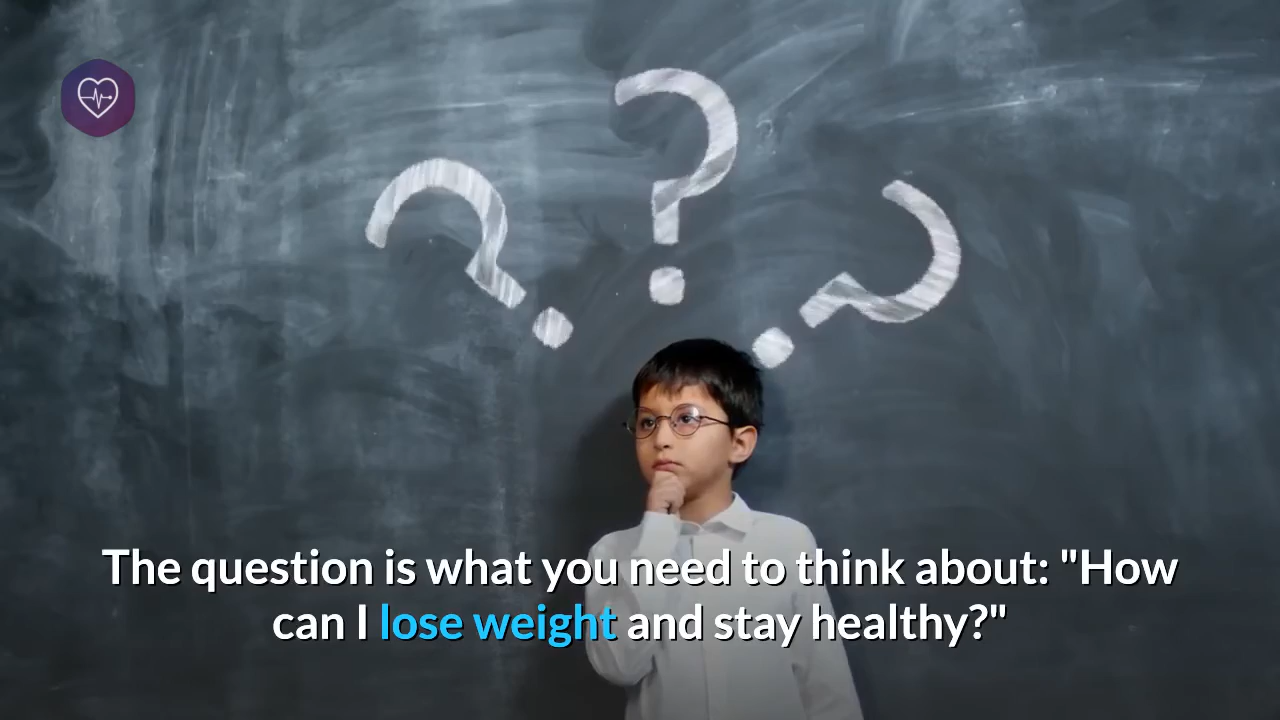 ? ? ?
The question is what you need to think about: "How
can I lose weight and stay healthy?"